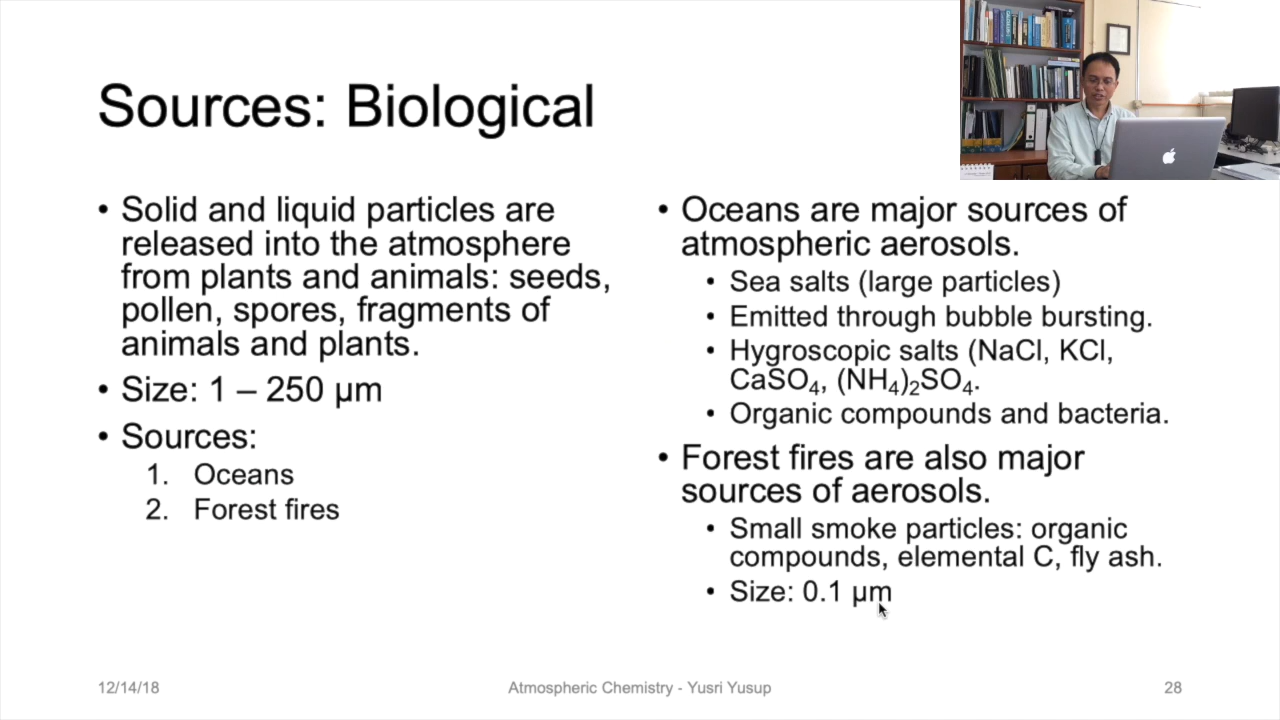 Sources: Biological
• Solid and liquid particles are
released into the atmosphere
from plants and animals: seeds,
pollen, spores, fragments of
animals and plants.
• Size: 1 – 250 µm
• Sources:
1. Oceans
2. Forest fires
• Oceans are major sources of
atmospheric aerosols.
• Sea salts (large particles)
• Emitted through bubble bursting.
• Hygroscopic salts (NaCl, KCl,
CaSO₄, (NH₄)₂SO₄.
• Organic compounds and bacteria.
• Forest fires are also major
sources of aerosols.
• Small smoke particles: organic
compounds, elemental C, fly ash.
• Size: 0.1 µm
12/14/18
Atmospheric Chemistry - Yusri Yusup
28